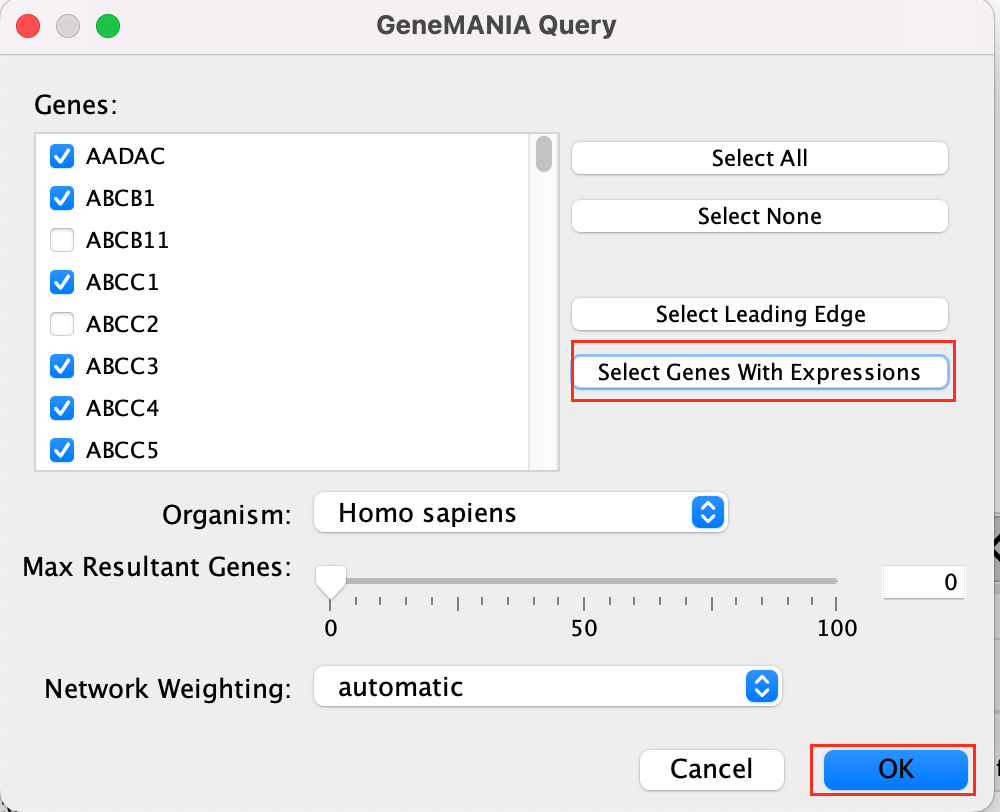 GeneMANIA Query
Genes:
AADAC
ABCB1
ABCB11
ABCC1
ABCC2
ABCC3
ABCC4
ABCC5
Select All
Select None
Select Leading Edge
Select Genes With Expressions
Organism: Homo sapiens
Max Resultant Genes: 0
0 50 100
Network Weighting: automatic
Cancel OK